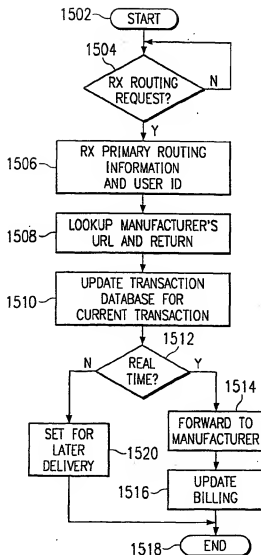 1502
START
1504
RX ROUTING
REQUEST?
N
Y
1506
RX PRIMARY ROUTING
INFORMATION
AND USER ID
1508
LOOKUP MANUFACTURER'S
URL AND RETURN
1510
UPDATE TRANSACTION
DATABASE FOR
CURRENT TRANSACTION
1512
N
REAL
TIME?
Y
1514
FORWARD TO
MANUFACTURER
SET FOR
LATER
DELIVERY
1520
1516
UPDATE
BILLING
1518
END